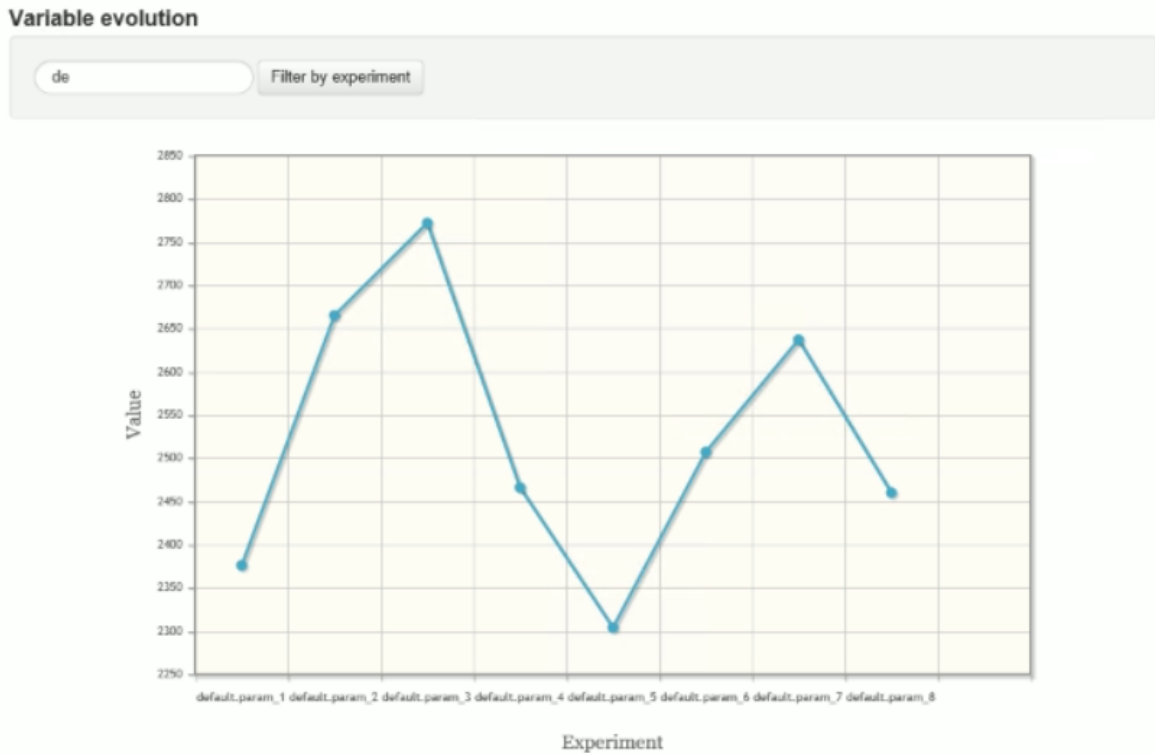 Variable evolution
de Filter by experiment
2850
2800
2750
2700
2650
2600
2550
2500
2450
2400
2350
2300
2250
Value
default.param_1 default.param_2 default.param_3 default.param_4 default.param_5 default.param_6 default.param_7 default.param_8
Experiment